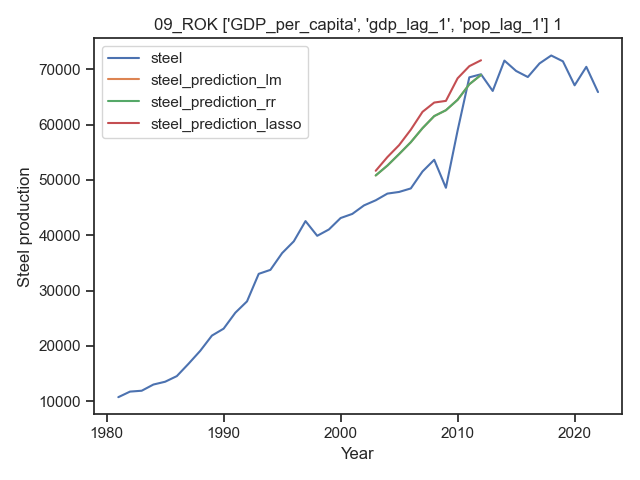 09_ROK ['GDP_per_capita', 'gdp_lag_1', 'pop_lag_1'] 1
steel
steel_prediction_lm
steel_prediction_rr
steel_prediction_lasso
Steel production
70000
60000
50000
40000
30000
20000
10000
1980 1990 2000 2010 2020
Year